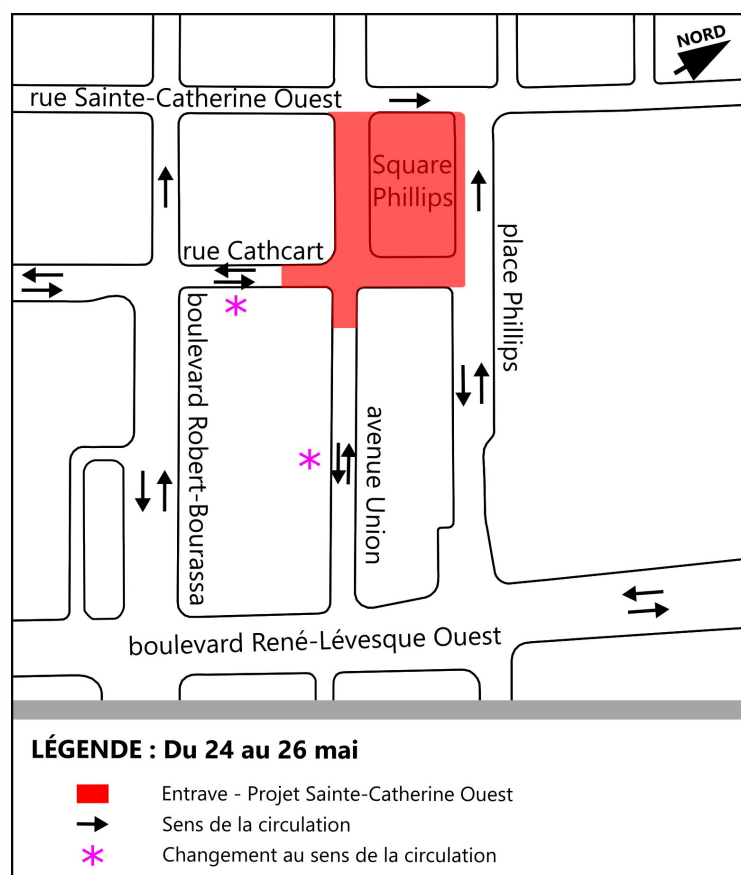 NORD
rue Sainte-Catherine Ouest
Square
Phillips
rue Cathcart
place Phillips
boulevard Robert-Bourassa
avenue Union
boulevard René-Lévesque Ouest
LÉGENDE : Du 24 au 26 mai
Entrave - Projet Sainte-Catherine Ouest
Sens de la circulation
Changement au sens de la circulation